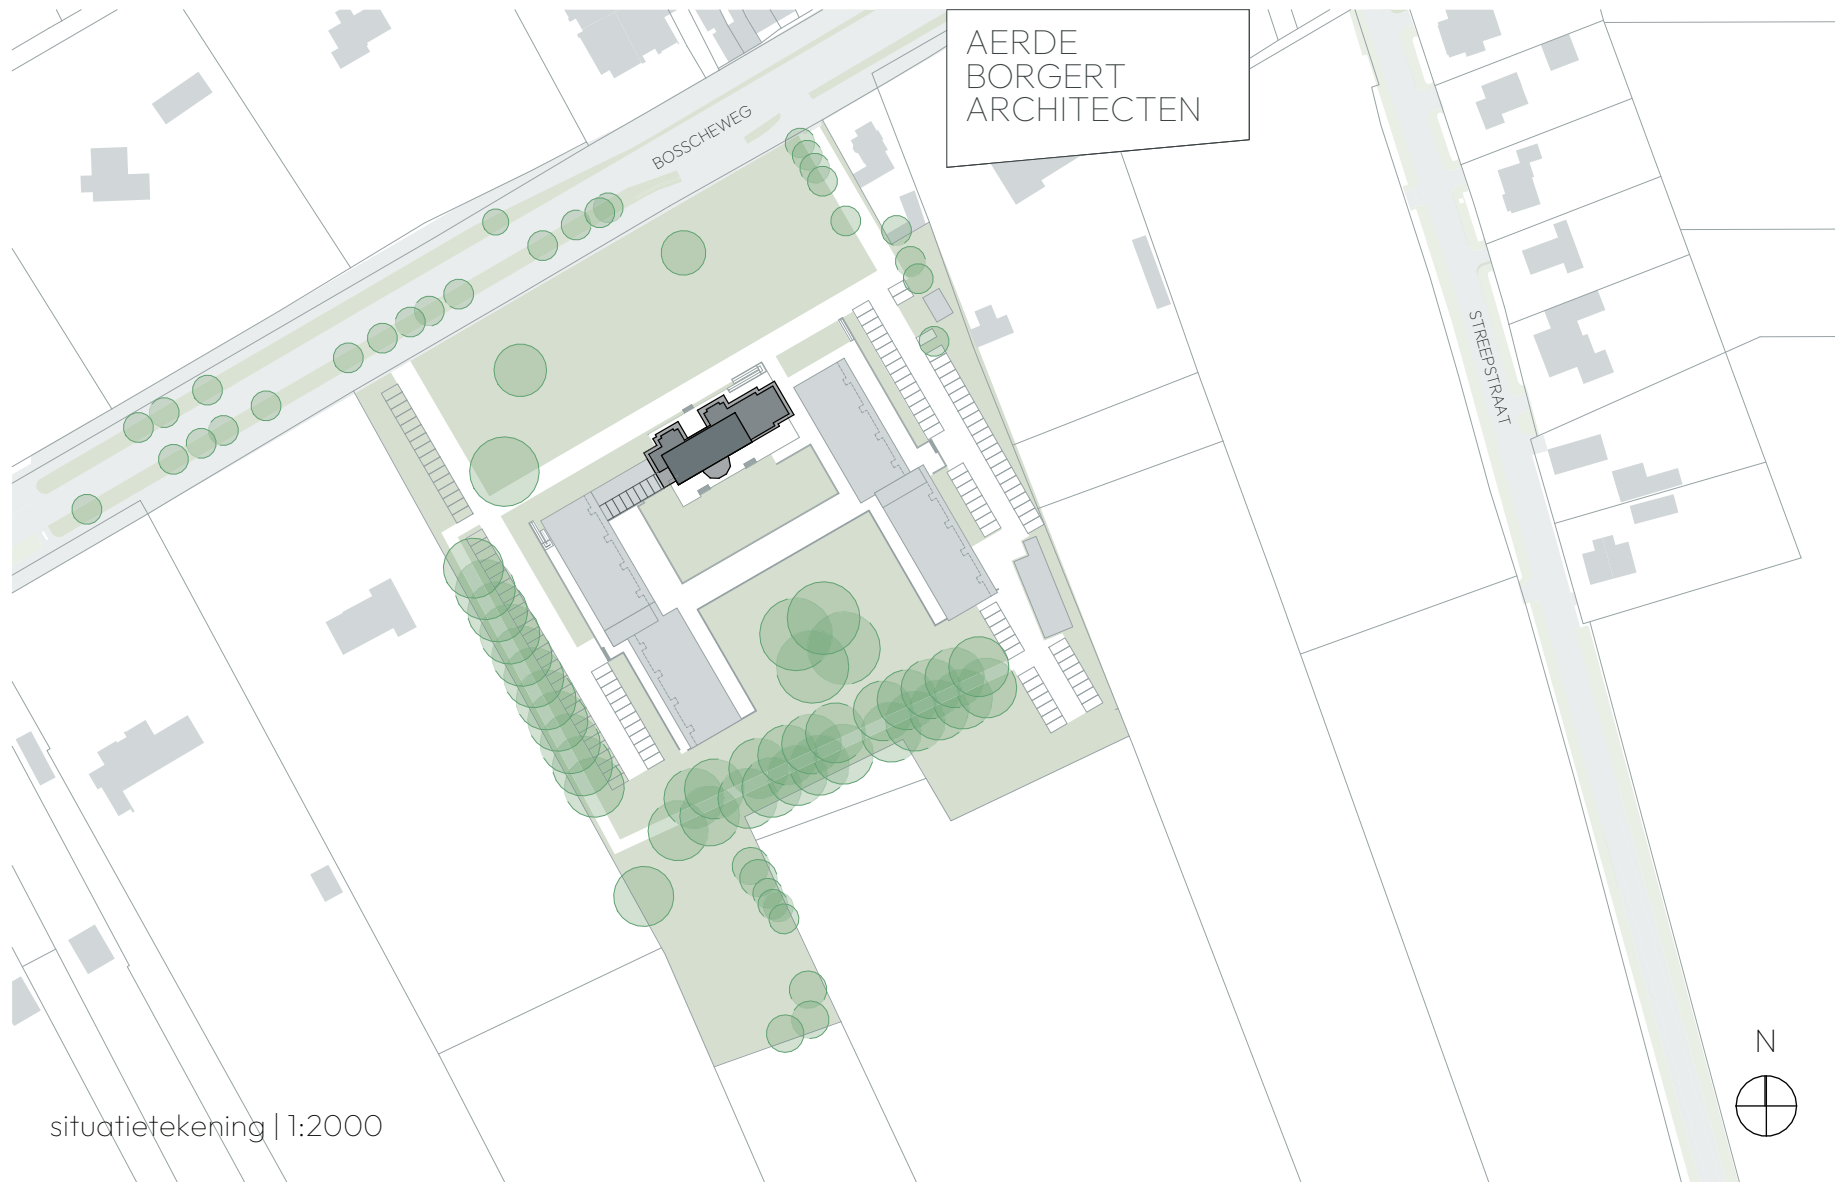 AERDE
BORGERT
ARCHITECTEN
BOSSCHEWEG
STREEPSTRAAT
N
situatietekening | 1:2000